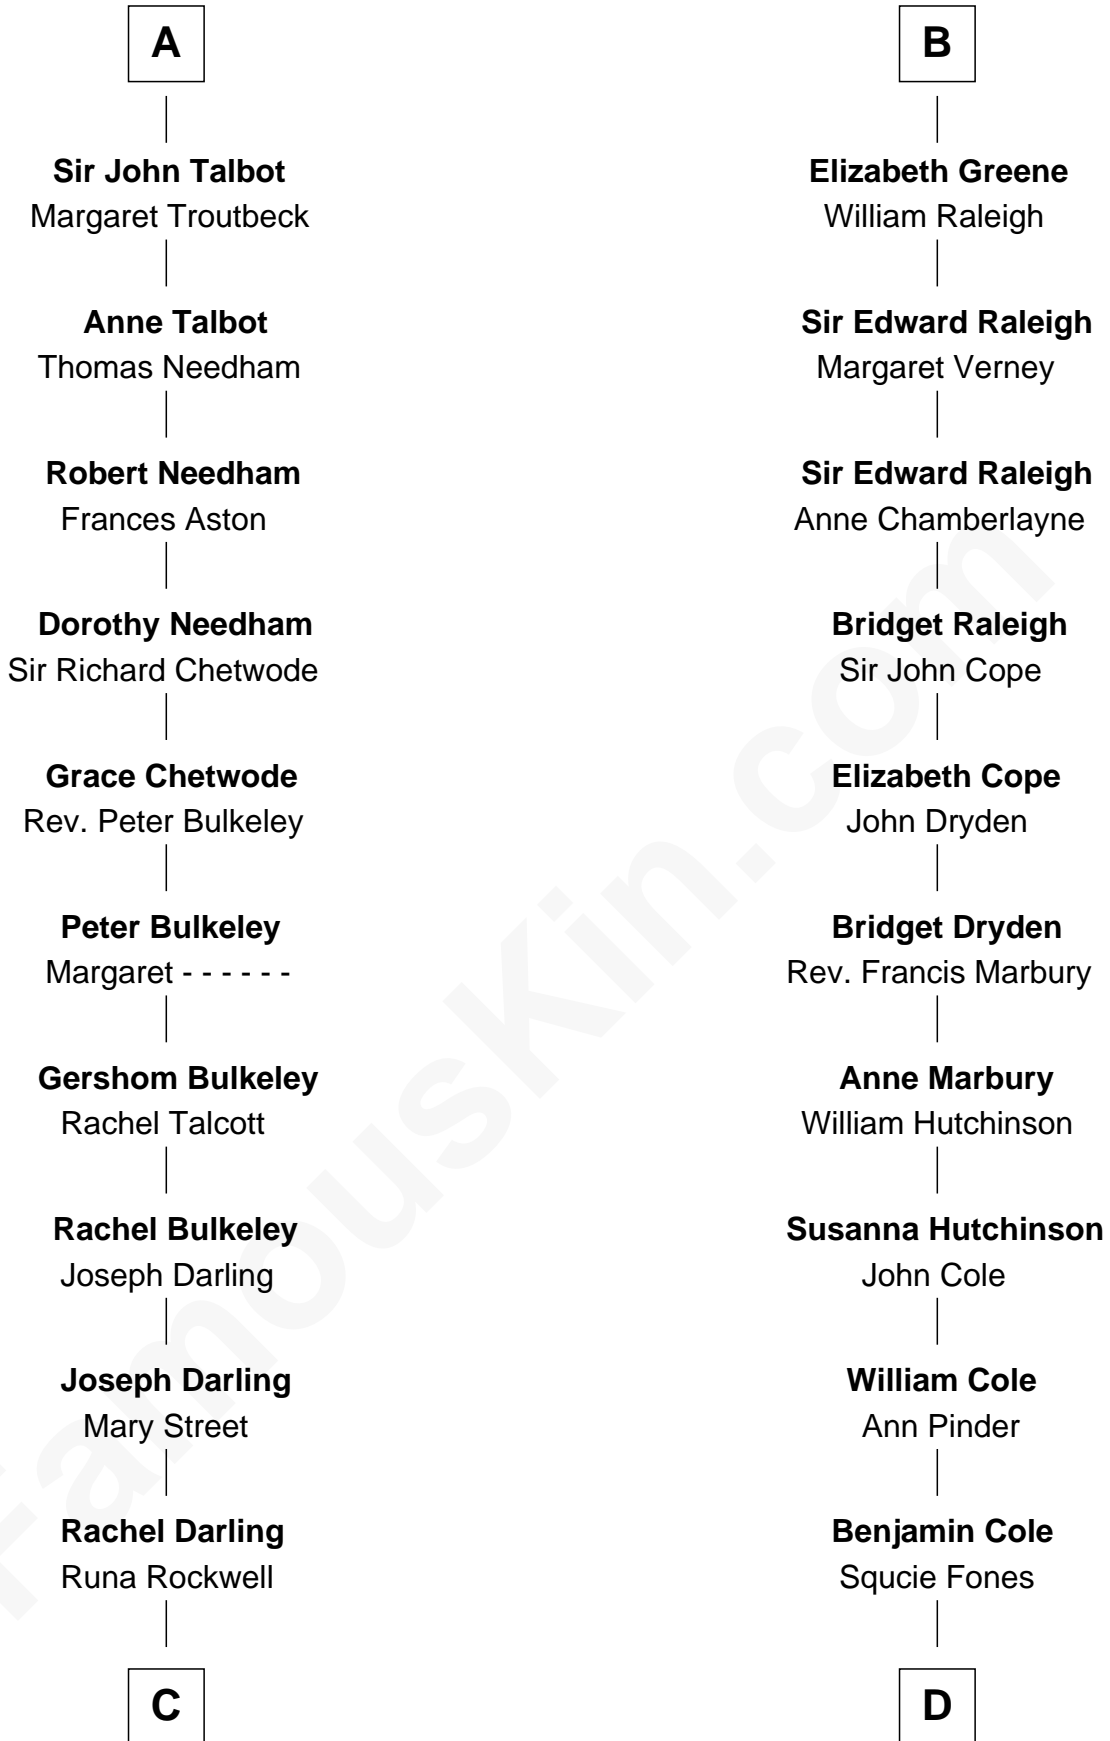 A
Sir John Talbot
Margaret Troutbeck
Anne Talbot
Thomas Needham
Robert Needham
Frances Aston
Dorothy Needham
Sir Richard Chetwode
Grace Chetwode
Rev. Peter Bulkeley
Peter Bulkeley
Margaret - - - - - -
Gershom Bulkeley
Rachel Talcott
Rachel Bulkeley
Joseph Darling
Joseph Darling
Mary Street
Rachel Darling
Runa Rockwell
C
B
Elizabeth Greene
William Raleigh
Sir Edward Raleigh
Margaret Verney
Sir Edward Raleigh
Anne Chamberlayne
Bridget Raleigh
Sir John Cope
Elizabeth Cope
John Dryden
Bridget Dryden
Rev. Francis Marbury
Anne Marbury
William Hutchinson
Susanna Hutchinson
John Cole
William Cole
Ann Pinder
Benjamin Cole
Squcie Fones
D
FamousKin.com